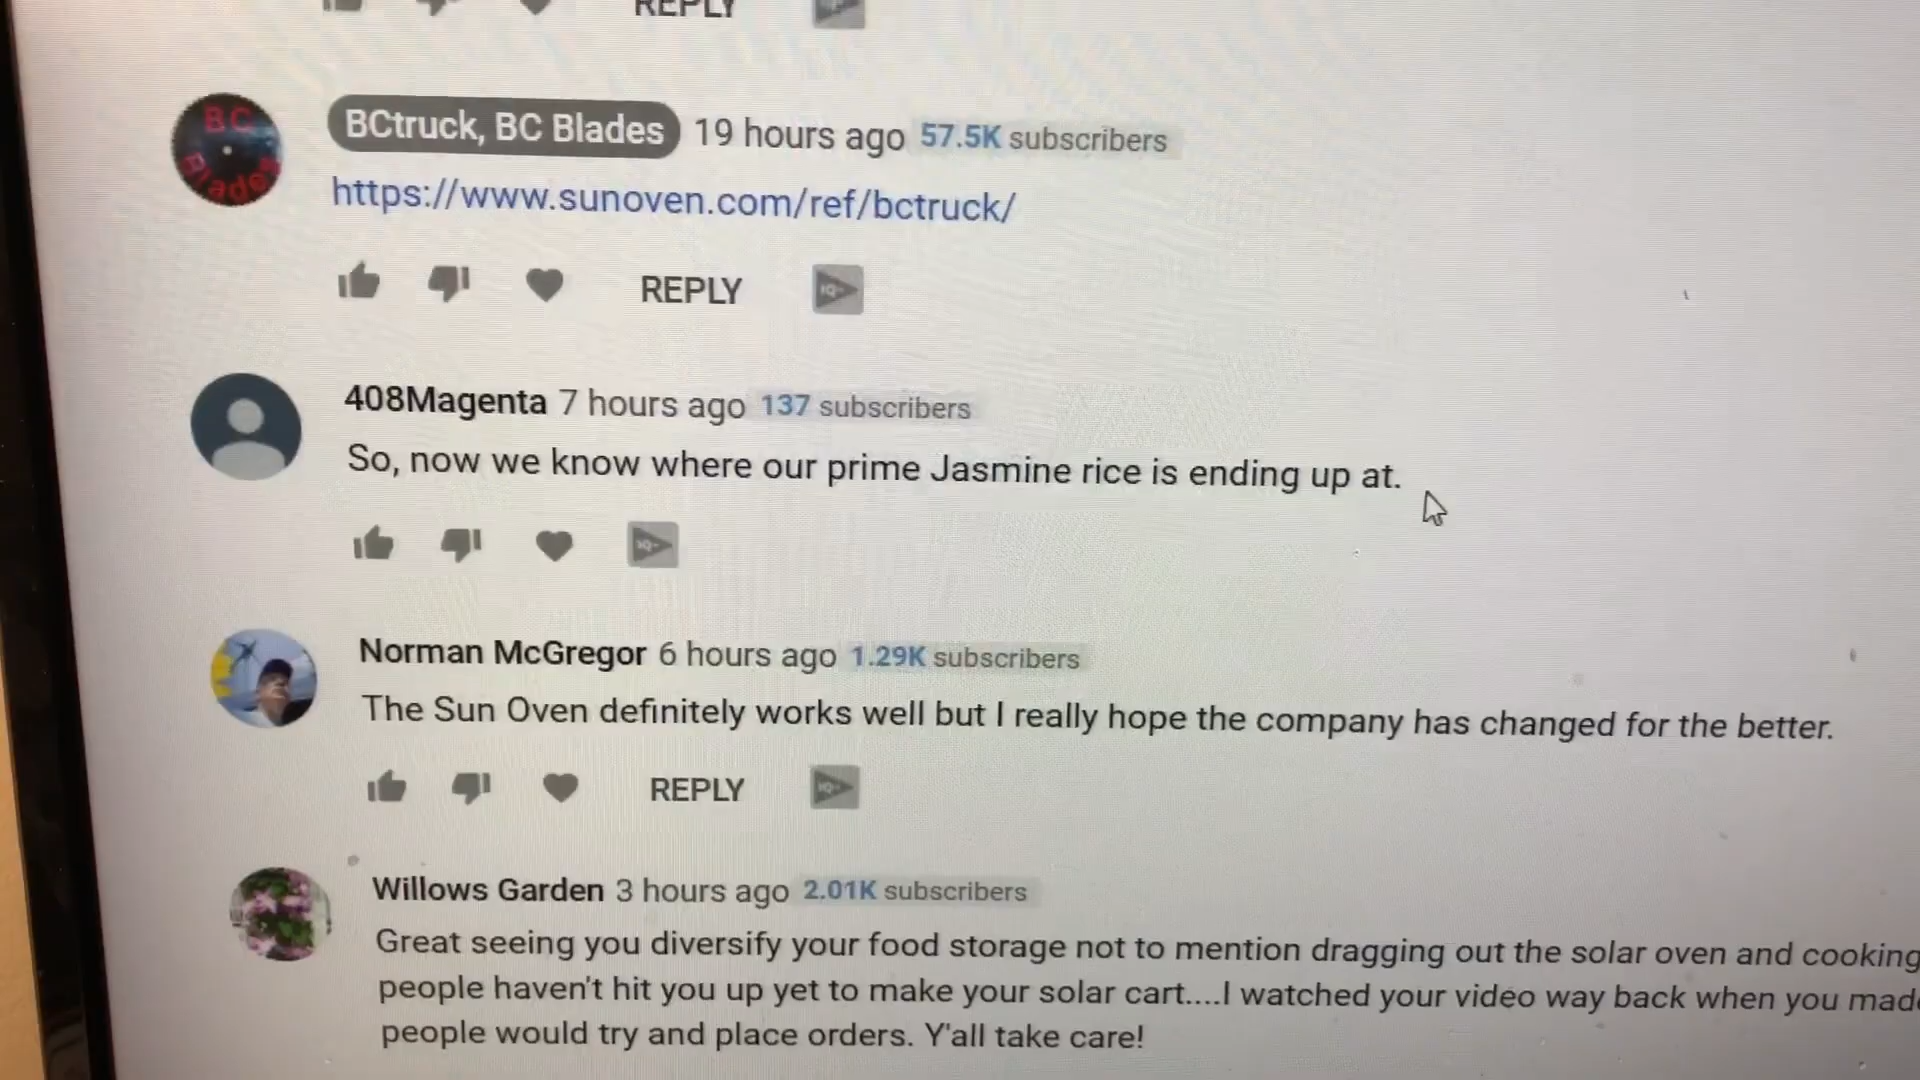 REPLY
BC
Blades
BCtruck, BC Blades 19 hours ago 57.5K subscribers
https://www.sunoven.com/ref/bctruck/
REPLY
408Magenta 7 hours ago 137 subscribers
So, now we know where our prime Jasmine rice is ending up at.
Norman McGregor 6 hours ago 1.29K subscribers
The Sun Oven definitely works well but I really hope the company has changed for the better.
REPLY
Willows Garden 3 hours ago 2.01K subscribers
Great seeing you diversify your food storage not to mention dragging out the solar oven and cooking
people haven't hit you up yet to make your solar cart....I watched your video way back when you made
people would try and place orders. Y'all take care!